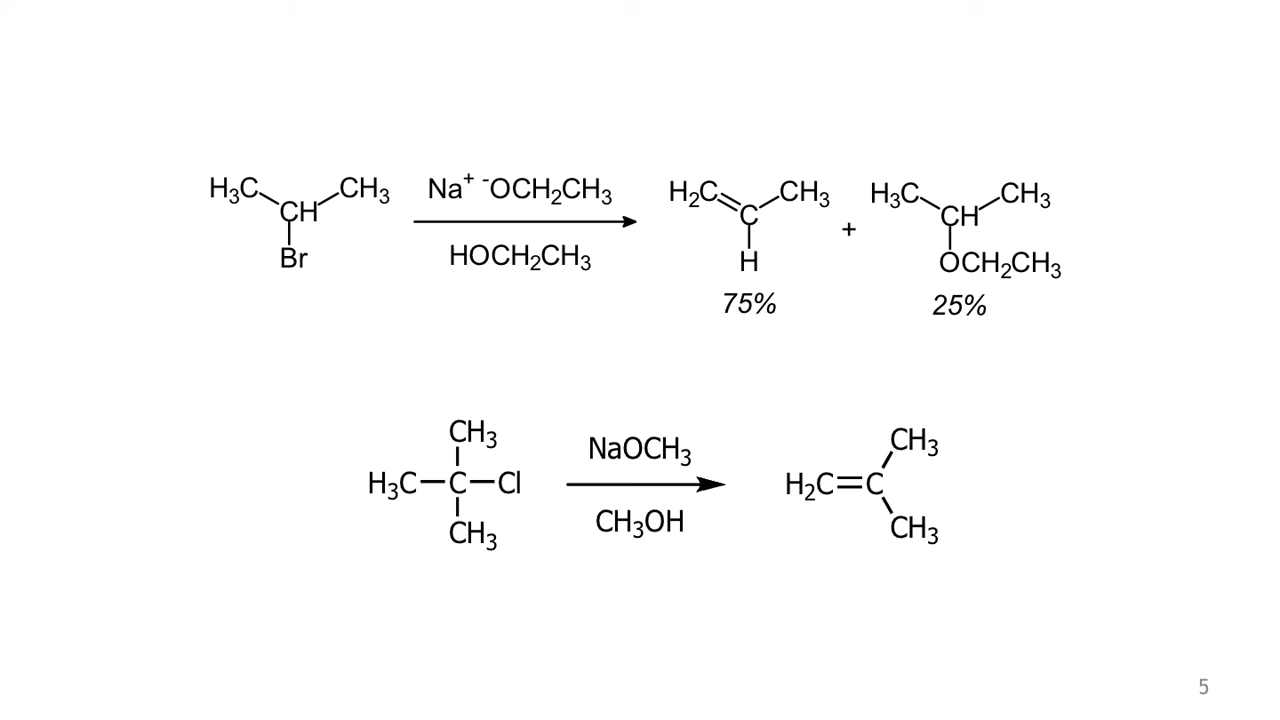 H₃C CH₃ Na⁺ ⁻OCH₂CH₃ H₂C CH₃ H₃C CH₃
CH C + CH
Br HOCH₂CH₃ H OCH₂CH₃
75% 25%
CH₃ NaOCH₃ CH₃
H₃C C Cl H₂C C
CH₃ CH₃OH CH₃
5